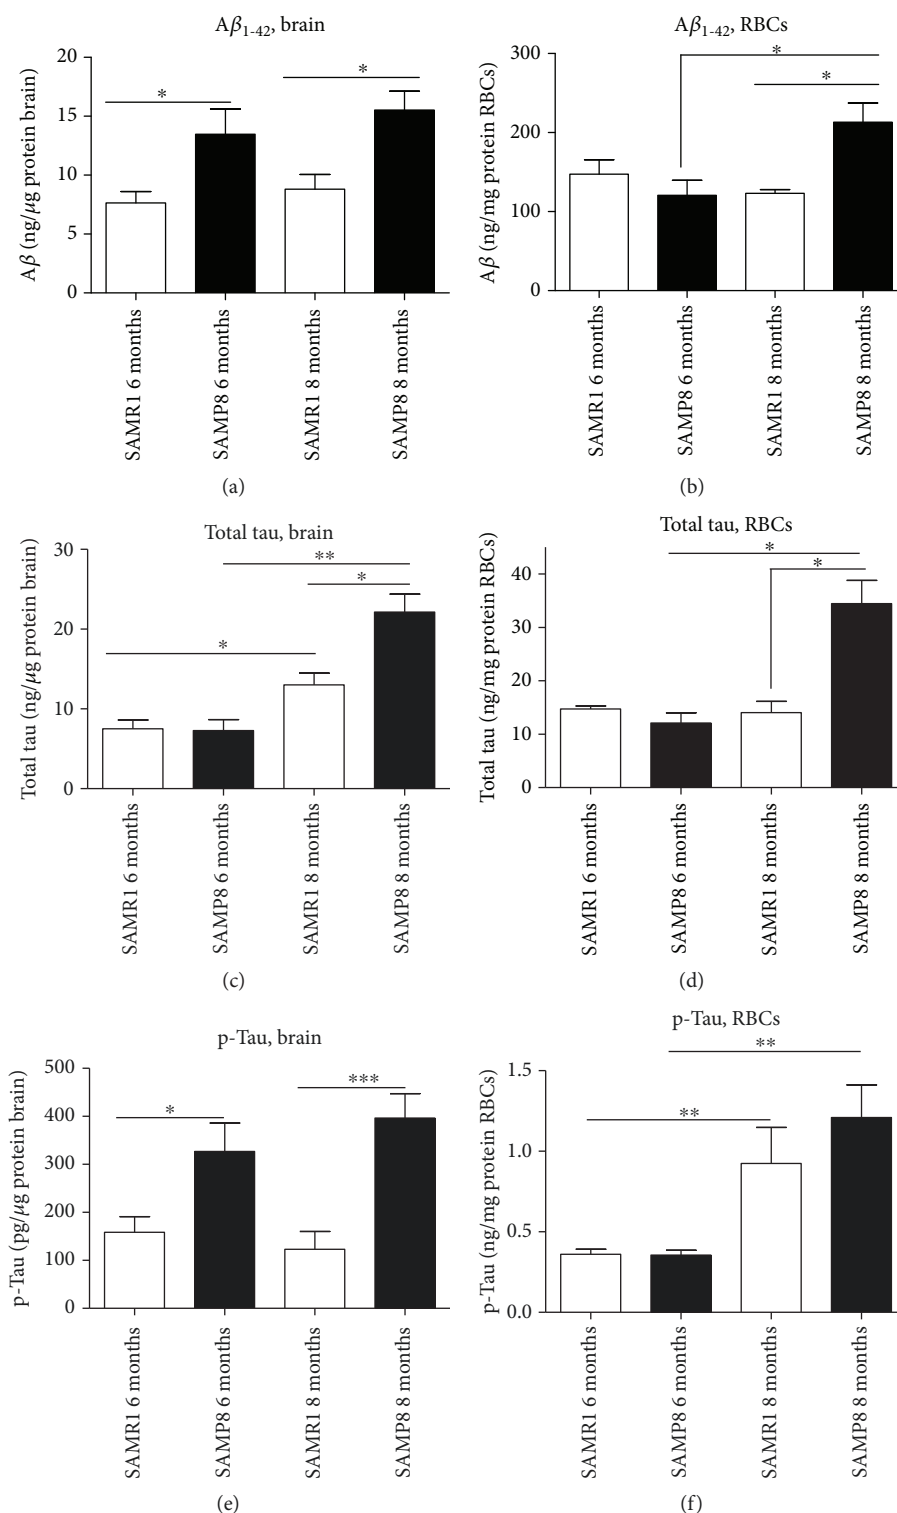 Aβ1-42, brain
Aβ (ng/μg protein brain)
20
15
10
5
0
*
*
SAMR1 6 months
SAMP8 6 months
SAMR1 8 months
SAMP8 8 months
(a)
Aβ1-42, RBCs
Aβ (ng/mg protein RBCs)
300
200
100
0
*
*
SAMR1 6 months
SAMP8 6 months
SAMR1 8 months
SAMP8 8 months
(b)
Total tau, brain
Total tau (ng/μg protein brain)
30
20
10
0
**
*
*
SAMR1 6 months
SAMP8 6 months
SAMR1 8 months
SAMP8 8 months
(c)
Total tau, RBCs
Total tau (ng/mg protein RBCs)
40
30
20
10
0
*
*
SAMR1 6 months
SAMP8 6 months
SAMR1 8 months
SAMP8 8 months
(d)
p-Tau, brain
p-Tau (pg/μg protein brain)
500
400
300
200
100
0
*
***
SAMR1 6 months
SAMP8 6 months
SAMR1 8 months
SAMP8 8 months
(e)
p-Tau, RBCs
p-Tau (ng/mg protein RBCs)
1.5
1.0
0.5
0.0
**
**
SAMR1 6 months
SAMP8 6 months
SAMR1 8 months
SAMP8 8 months
(f)